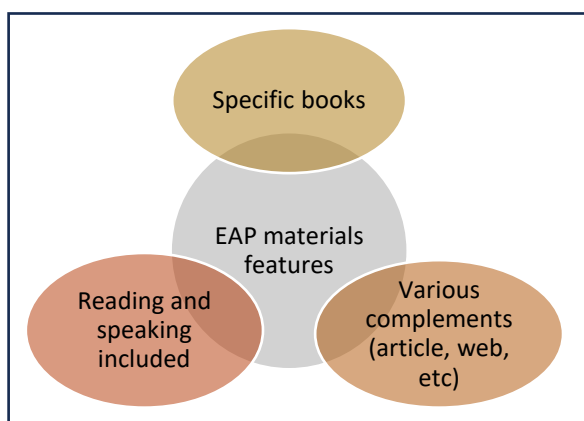 Specific books
EAP materials
features
Reading and
speaking
included
Various
complements
(article, web,
etc)